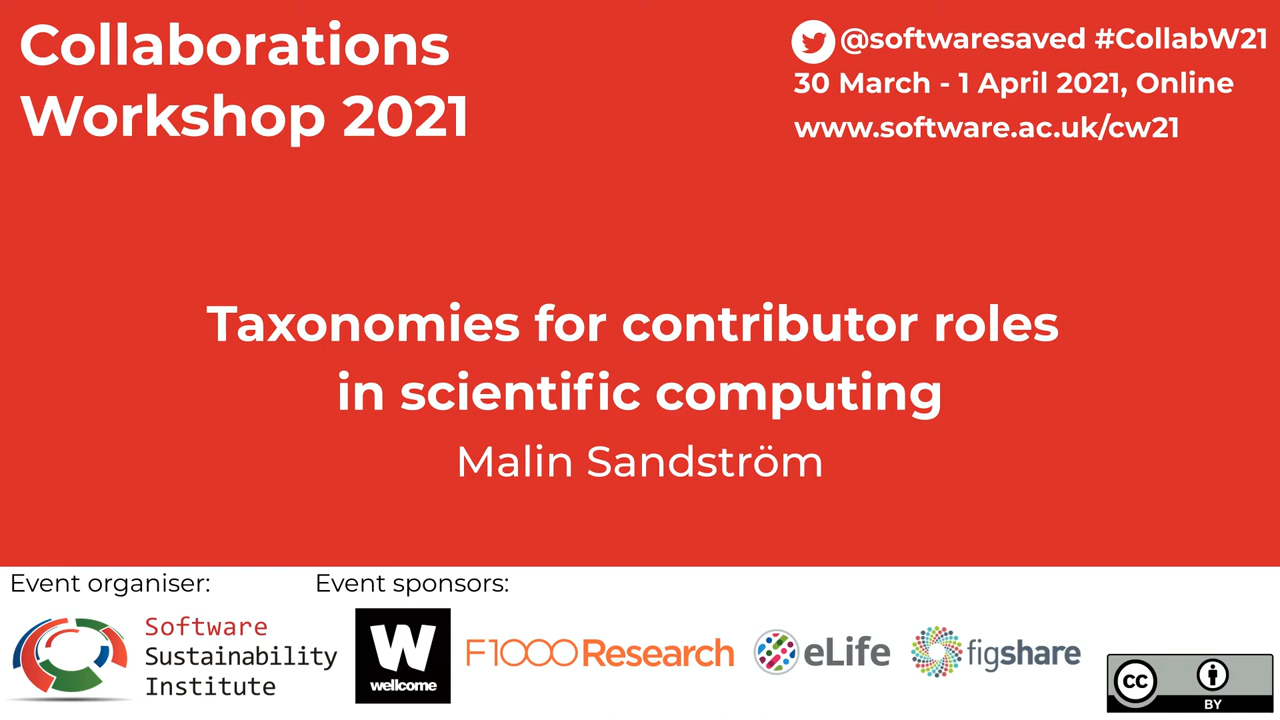 Collaborations
Workshop 2021
@softwaresaved #CollabW21
30 March - 1 April 2021, Online
www.software.ac.uk/cw21
Taxonomies for contributor roles
in scientific computing
Malin Sandström
Event organiser:
Event sponsors:
Software
Sustainability
Institute
W
wellcome
F1000Research
eLife
figshare
cc
BY